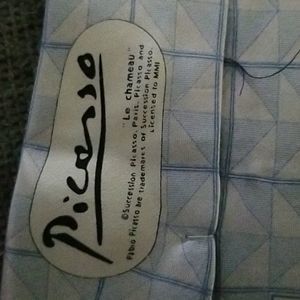 Picasso
"Le chameau"
©Succession Picasso, Paris. Picasso and
Pablo Picasso are trademarks of Succession Picasso.
Licensed to MMI